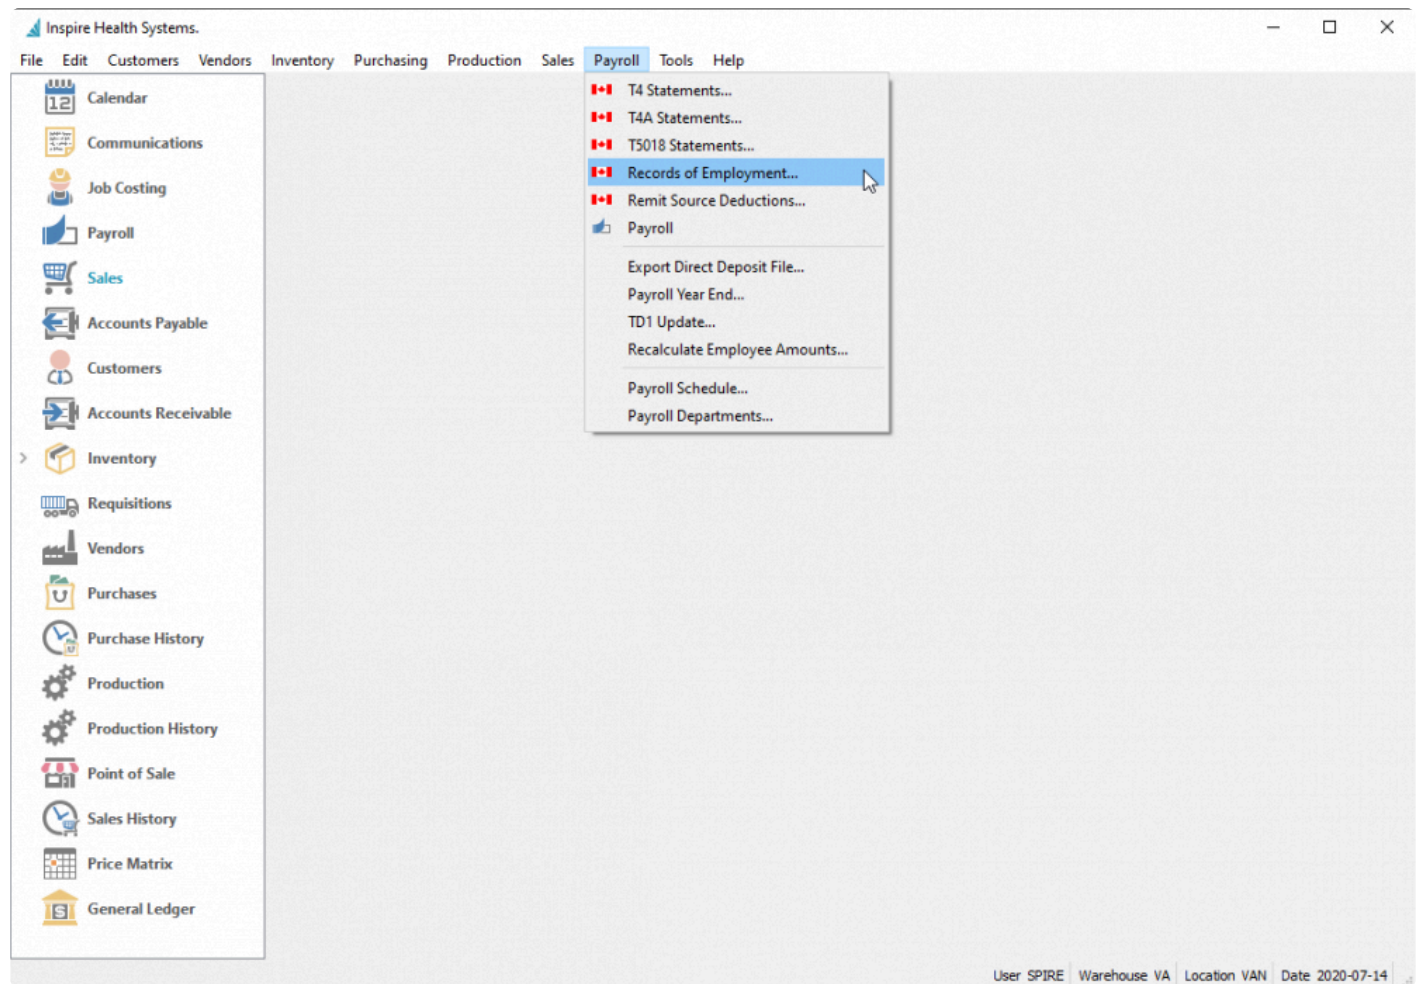 Inspire Health Systems.
File Edit Customers Vendors Inventory Purchasing Production Sales Payroll Tools Help
12
Calendar
Communications
Job Costing
Payroll
Sales
Accounts Payable
Customers
Accounts Receivable
Inventory
Requisitions
Vendors
Purchases
Purchase History
Production
Production History
Point of Sale
Sales History
Price Matrix
General Ledger
T4 Statements...
T4A Statements...
T5018 Statements...
Records of Employment...
Remit Source Deductions...
Payroll
Export Direct Deposit File...
Payroll Year End...
TD1 Update...
Recalculate Employee Amounts...
Payroll Schedule...
Payroll Departments...
User SPIRE Warehouse VA Location VAN Date 2020-07-14